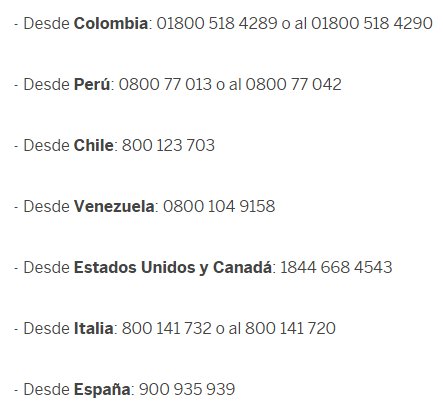 - Desde Colombia: 01800 518 4289 o al 01800 518 4290
- Desde Perú: 0800 77 013 o al 0800 77 042
- Desde Chile: 800 123 703
- Desde Venezuela: 0800 104 9158
- Desde Estados Unidos y Canadá: 1844 668 4543
- Desde Italia: 800 141 732 o al 800 141 720
- Desde España: 900 935 939